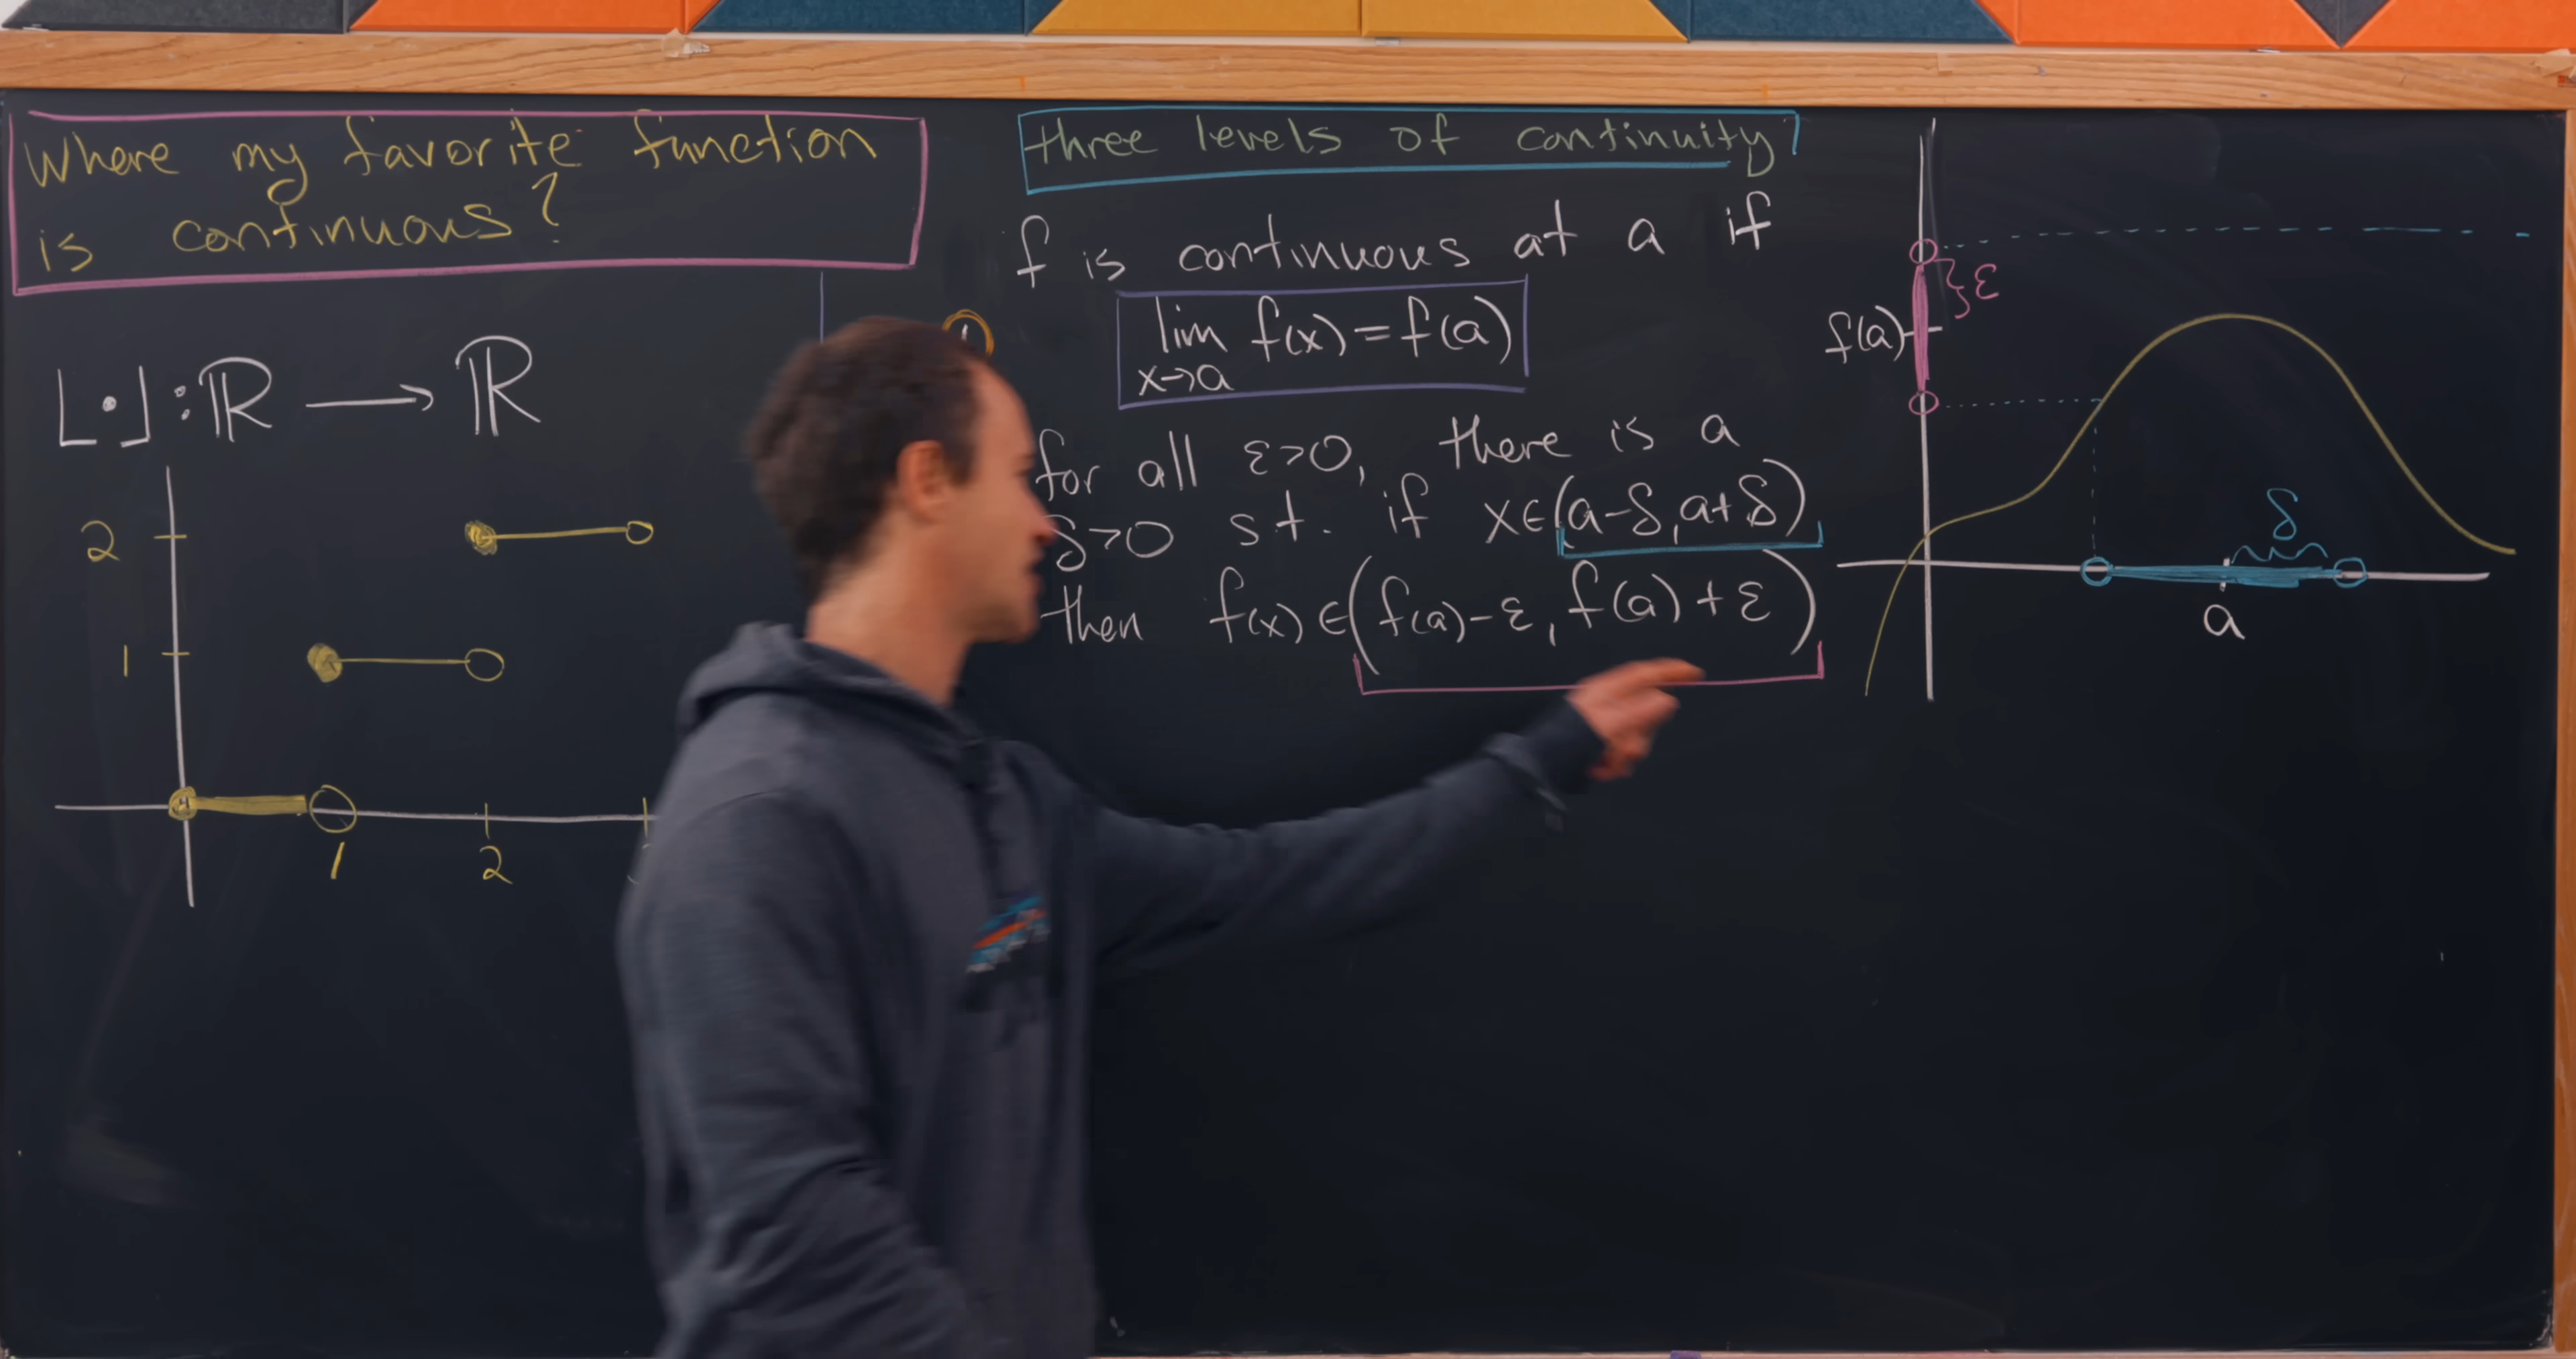 Where my favorite function
is continuous?
⌊·⌋:ℝ ⟶ ℝ
2
1
1
2
three levels of continuity
f is continuous at a if
lim f(x)=f(a)
x→a
for all ε>0, there is a
δ>0 st. if x∈(a-δ,a+δ)
then f(x)∈(f(a)-ε,f(a)+ε)
ε
f(a)
δ
a